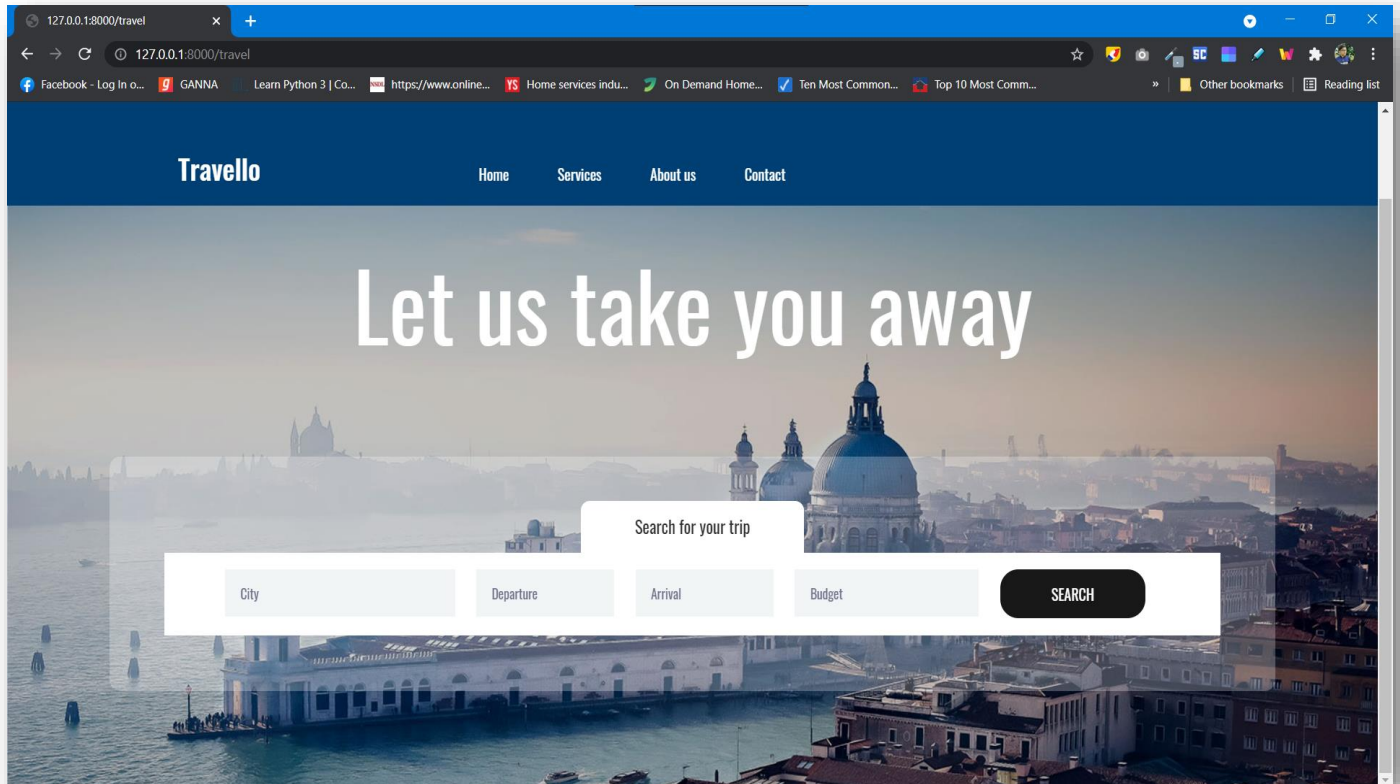 127.0.0.1:8000/travel
127.0.0.1:8000/travel
Facebook - Log In o... GANNA Learn Python 3 | Co... https://www.online... Home services indu... On Demand Home... Ten Most Common... Top 10 Most Comm... » Other bookmarks Reading list
Travello Home Services About us Contact
Let us take you away
Search for your trip
City Departure Arrival Budget SEARCH